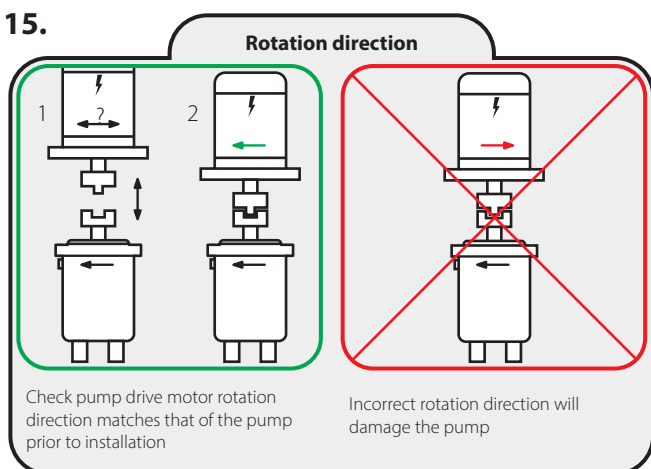 15.
Rotation direction
1
?
2
Check pump drive motor rotation
direction matches that of the pump
prior to installation
Incorrect rotation direction will
damage the pump